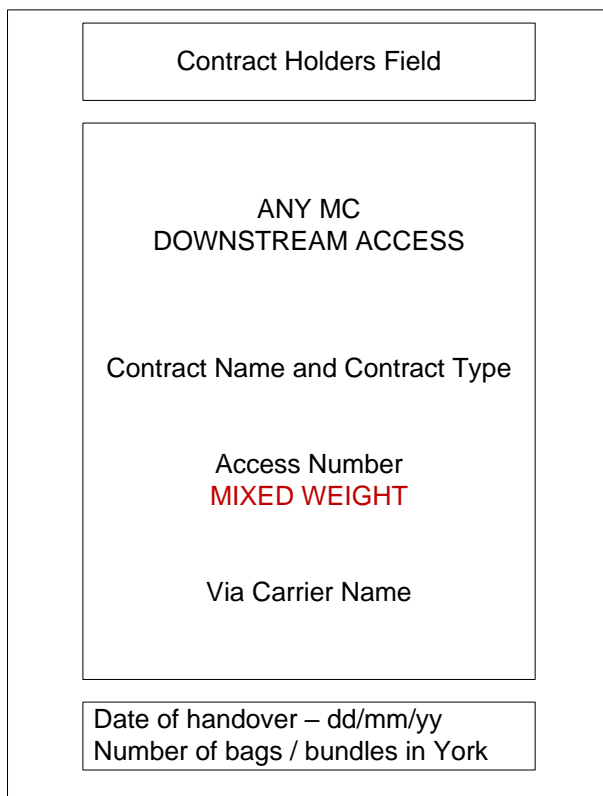 Contract Holders Field
ANY MC
DOWNSTREAM ACCESS
Contract Name and Contract Type
Access Number
MIXED WEIGHT
Via Carrier Name
Date of handover – dd/mm/yy
Number of bags / bundles in York